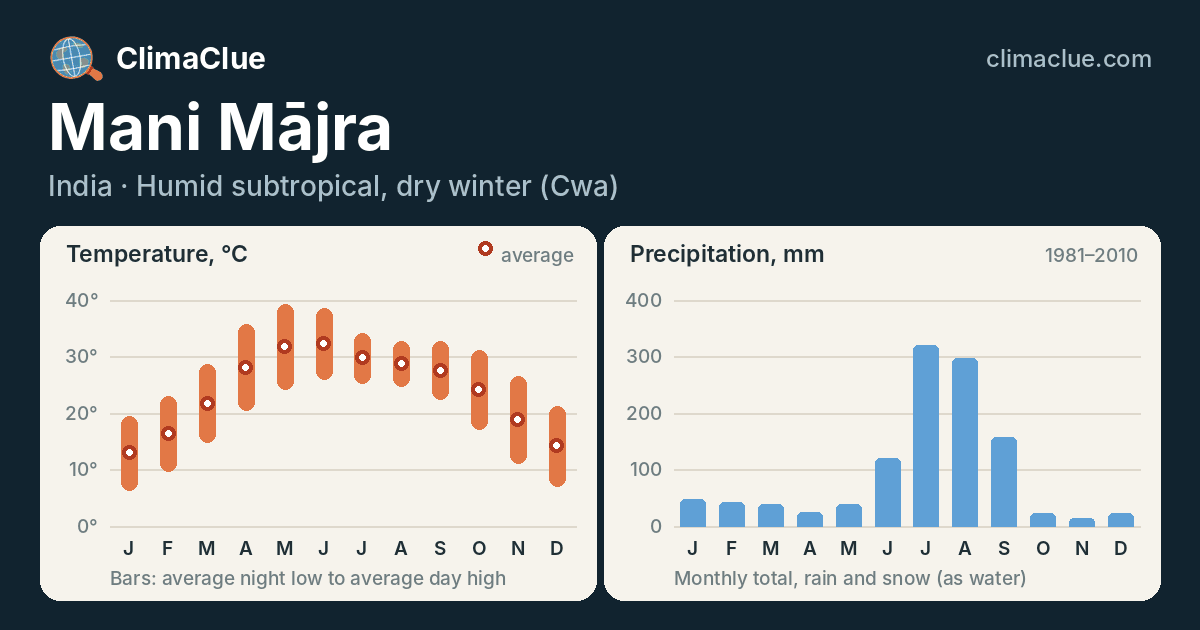 ClimaClue
climaclue.com
Mani Mājra
India · Humid subtropical, dry winter (Cwa)
Temperature, °C
average
40°
30°
20°
10°
0°
J F M A M J J A S O N D
Bars: average night low to average day high
Precipitation, mm
1981–2010
400
300
200
100
0
J F M A M J J A S O N D
Monthly total, rain and snow (as water)